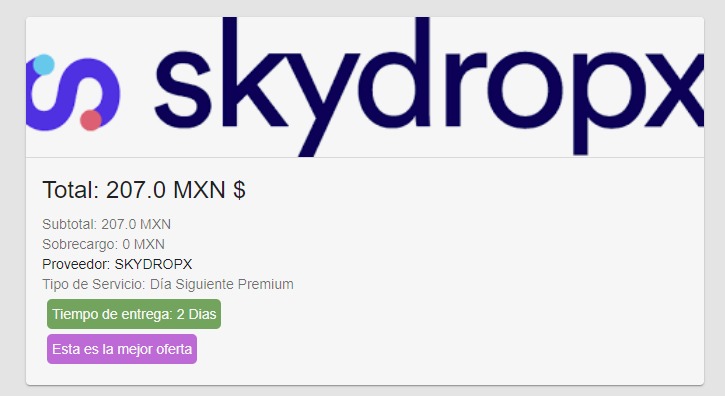 skydropx
Total: 207.0 MXN $
Subtotal: 207.0 MXN
Sobrecargo: 0 MXN
Proveedor: SKYDROPX
Tipo de Servicio: Día Siguiente Premium
Tiempo de entrega: 2 Dias
Esta es la mejor oferta